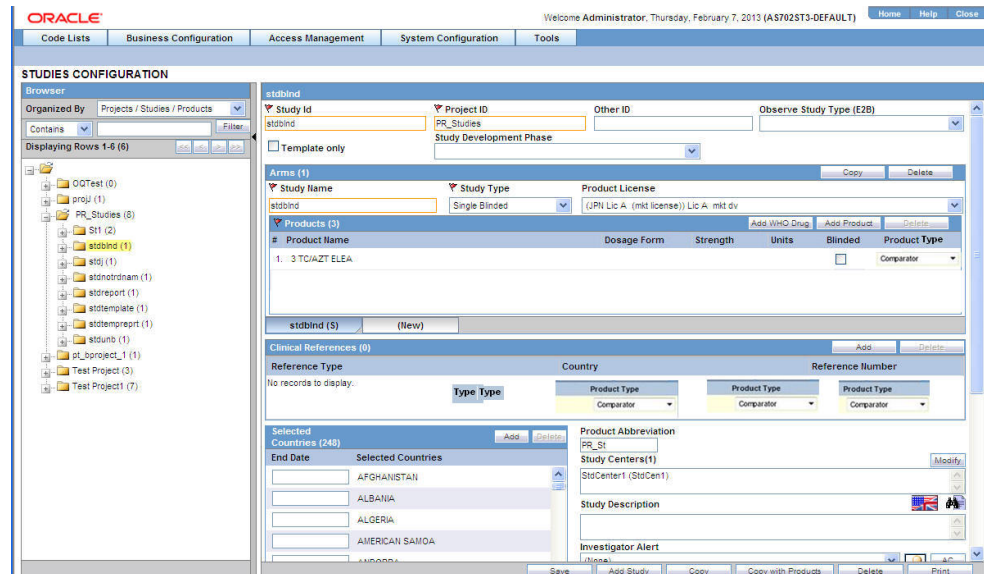 ORACLE
Welcome Administrator, Thursday, February 7, 2013 (AS702ST3-DEFAULT)
Home Help Close
Code Lists Business Configuration Access Management System Configuration Tools
STUDIES CONFIGURATION
Browser
Organized By Projects / Studies / Products
Contains Filter
Displaying Rows 1-6 (6) << < > >>
OQTest (0)
projJ (1)
PR_Studies (8)
St1 (2)
stdblnd (1)
stdj (1)
stdnotrdnam (1)
stdreport (1)
stdtemplate (1)
stdtempreprt (1)
stdunb (1)
pt_bproject_1 (1)
Test Project (3)
Test Project1 (7)
stdblnd
Study Id Project ID Other ID Observe Study Type (E2B)
stdblnd PR_Studies
Template only Study Development Phase
Arms (1) Copy Delete
Study Name Study Type Product License
stdblnd Single Blinded (JPN Lic A (mkt license)) Lic A mkt dv
Products (3) Add WHO Drug Add Product Delete
# Product Name Dosage Form Strength Units Blinded Product Type
1. 3 TC/AZT ELEA Comparator
stdblnd (S) (New)
Clinical References (0) Add Delete
Reference Type Country Reference Number
No records to display.
Type Type
Product Type Product Type Product Type
Comparator Comparator Comparator
Selected Countries (248) Add Delete
End Date Selected Countries
AFGHANISTAN
ALBANIA
ALGERIA
AMERICAN SAMOA
Product Abbreviation
PR_St
Study Centers(1) Modify
StdCenter1 (StdCen1)
Study Description
Investigator Alert
(None)
Save Add Study Copy Copy with Products Delete Print